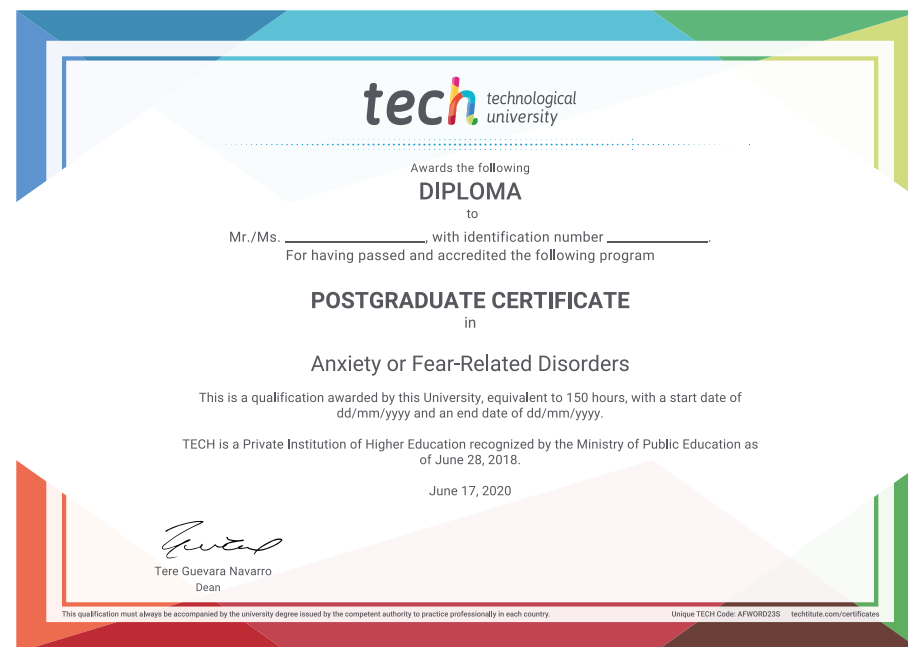 tech technological
university
Awards the following
DIPLOMA
to
Mr./Ms. ____________________, with identification number ______________.
For having passed and accredited the following program
POSTGRADUATE CERTIFICATE
in
Anxiety or Fear-Related Disorders
This is a qualification awarded by this University, equivalent to 150 hours, with a start date of
dd/mm/yyyy and an end date of dd/mm/yyyy.
TECH is a Private Institution of Higher Education recognized by the Ministry of Public Education as
of June 28, 2018.
June 17, 2020
Tere Guevara Navarro
Dean
This qualification must always be accompanied by the university degree issued by the competent authority to practice professionally in each country. Unique TECH Code: AFWORD23S techtitute.com/certificates